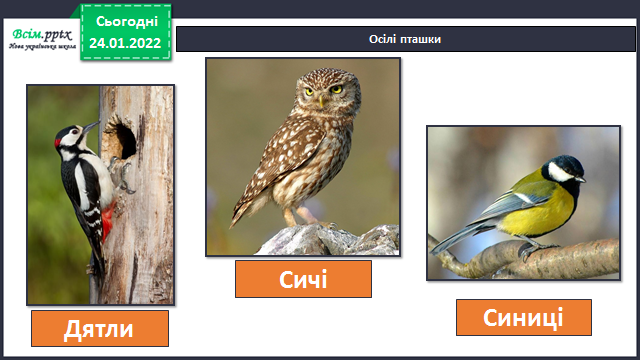 Всім.pptx
Нова українська школа
Сьогодні
24.01.2022
Осілі пташки
Дятли
Сичі
Синиці